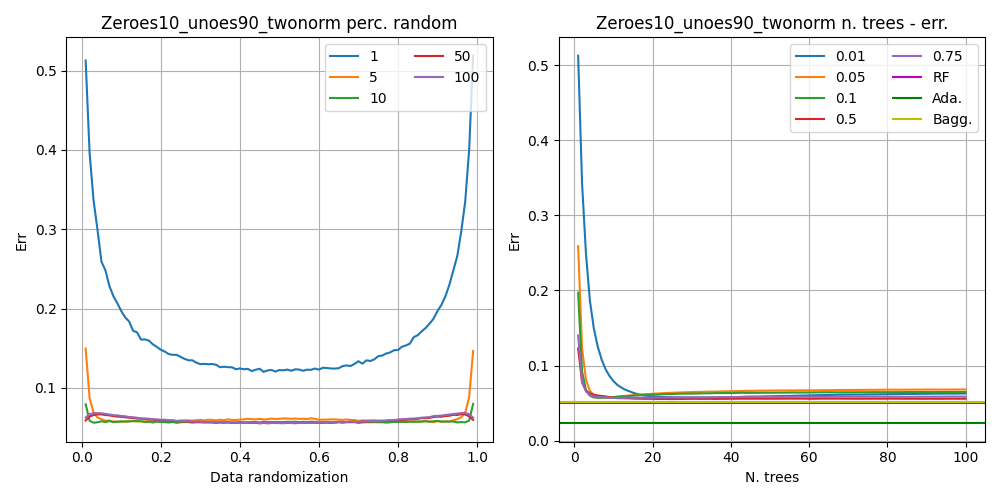 Zeroes10_unoes90_twonorm perc. random
Err
0.5
0.4
0.3
0.2
0.1
0.0 0.2 0.4 0.6 0.8 1.0
Data randomization
1 50
5 100
10
Zeroes10_unoes90_twonorm n. trees - err.
Err
0.5
0.4
0.3
0.2
0.1
0.0
0 20 40 60 80 100
N. trees
0.01 0.75
0.05 RF
0.1 Ada.
0.5 Bagg.